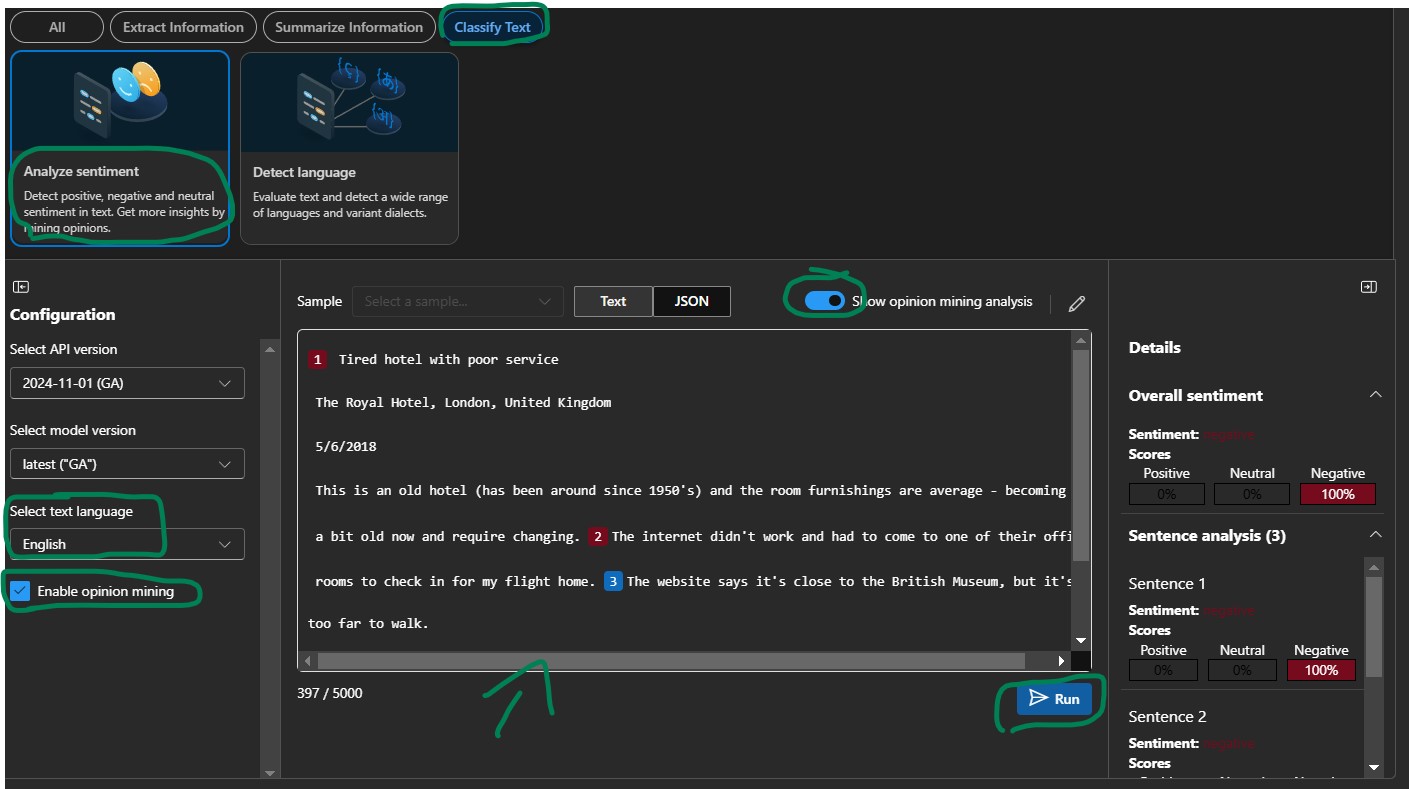 All
Extract Information
Summarize Information
Classify Text
Analyze sentiment
Detect positive, negative and neutral
sentiment in text. Get more insights by
mining opinions.
Detect language
Evaluate text and detect a wide range
of languages and variant dialects.
Configuration
Select API version
2024-11-01 (GA)
Select model version
latest ("GA")
Select text language
English
Enable opinion mining
Sample
Select a sample...
Text
JSON
Show opinion mining analysis
1 Tired hotel with poor service
The Royal Hotel, London, United Kingdom
5/6/2018
This is an old hotel (has been around since 1950's) and the room furnishings are average - becoming
a bit old now and require changing. 2 The internet didn't work and had to come to one of their offi
rooms to check in for my flight home. 3 The website says it's close to the British Museum, but it's
too far to walk.
397 / 5000
Run
Details
Overall sentiment
Sentiment: negative
Scores
Positive Neutral Negative
0% 0% 100%
Sentence analysis (3)
Sentence 1
Sentiment: negative
Scores
Positive Neutral Negative
0% 0% 100%
Sentence 2
Sentiment: negative
Scores